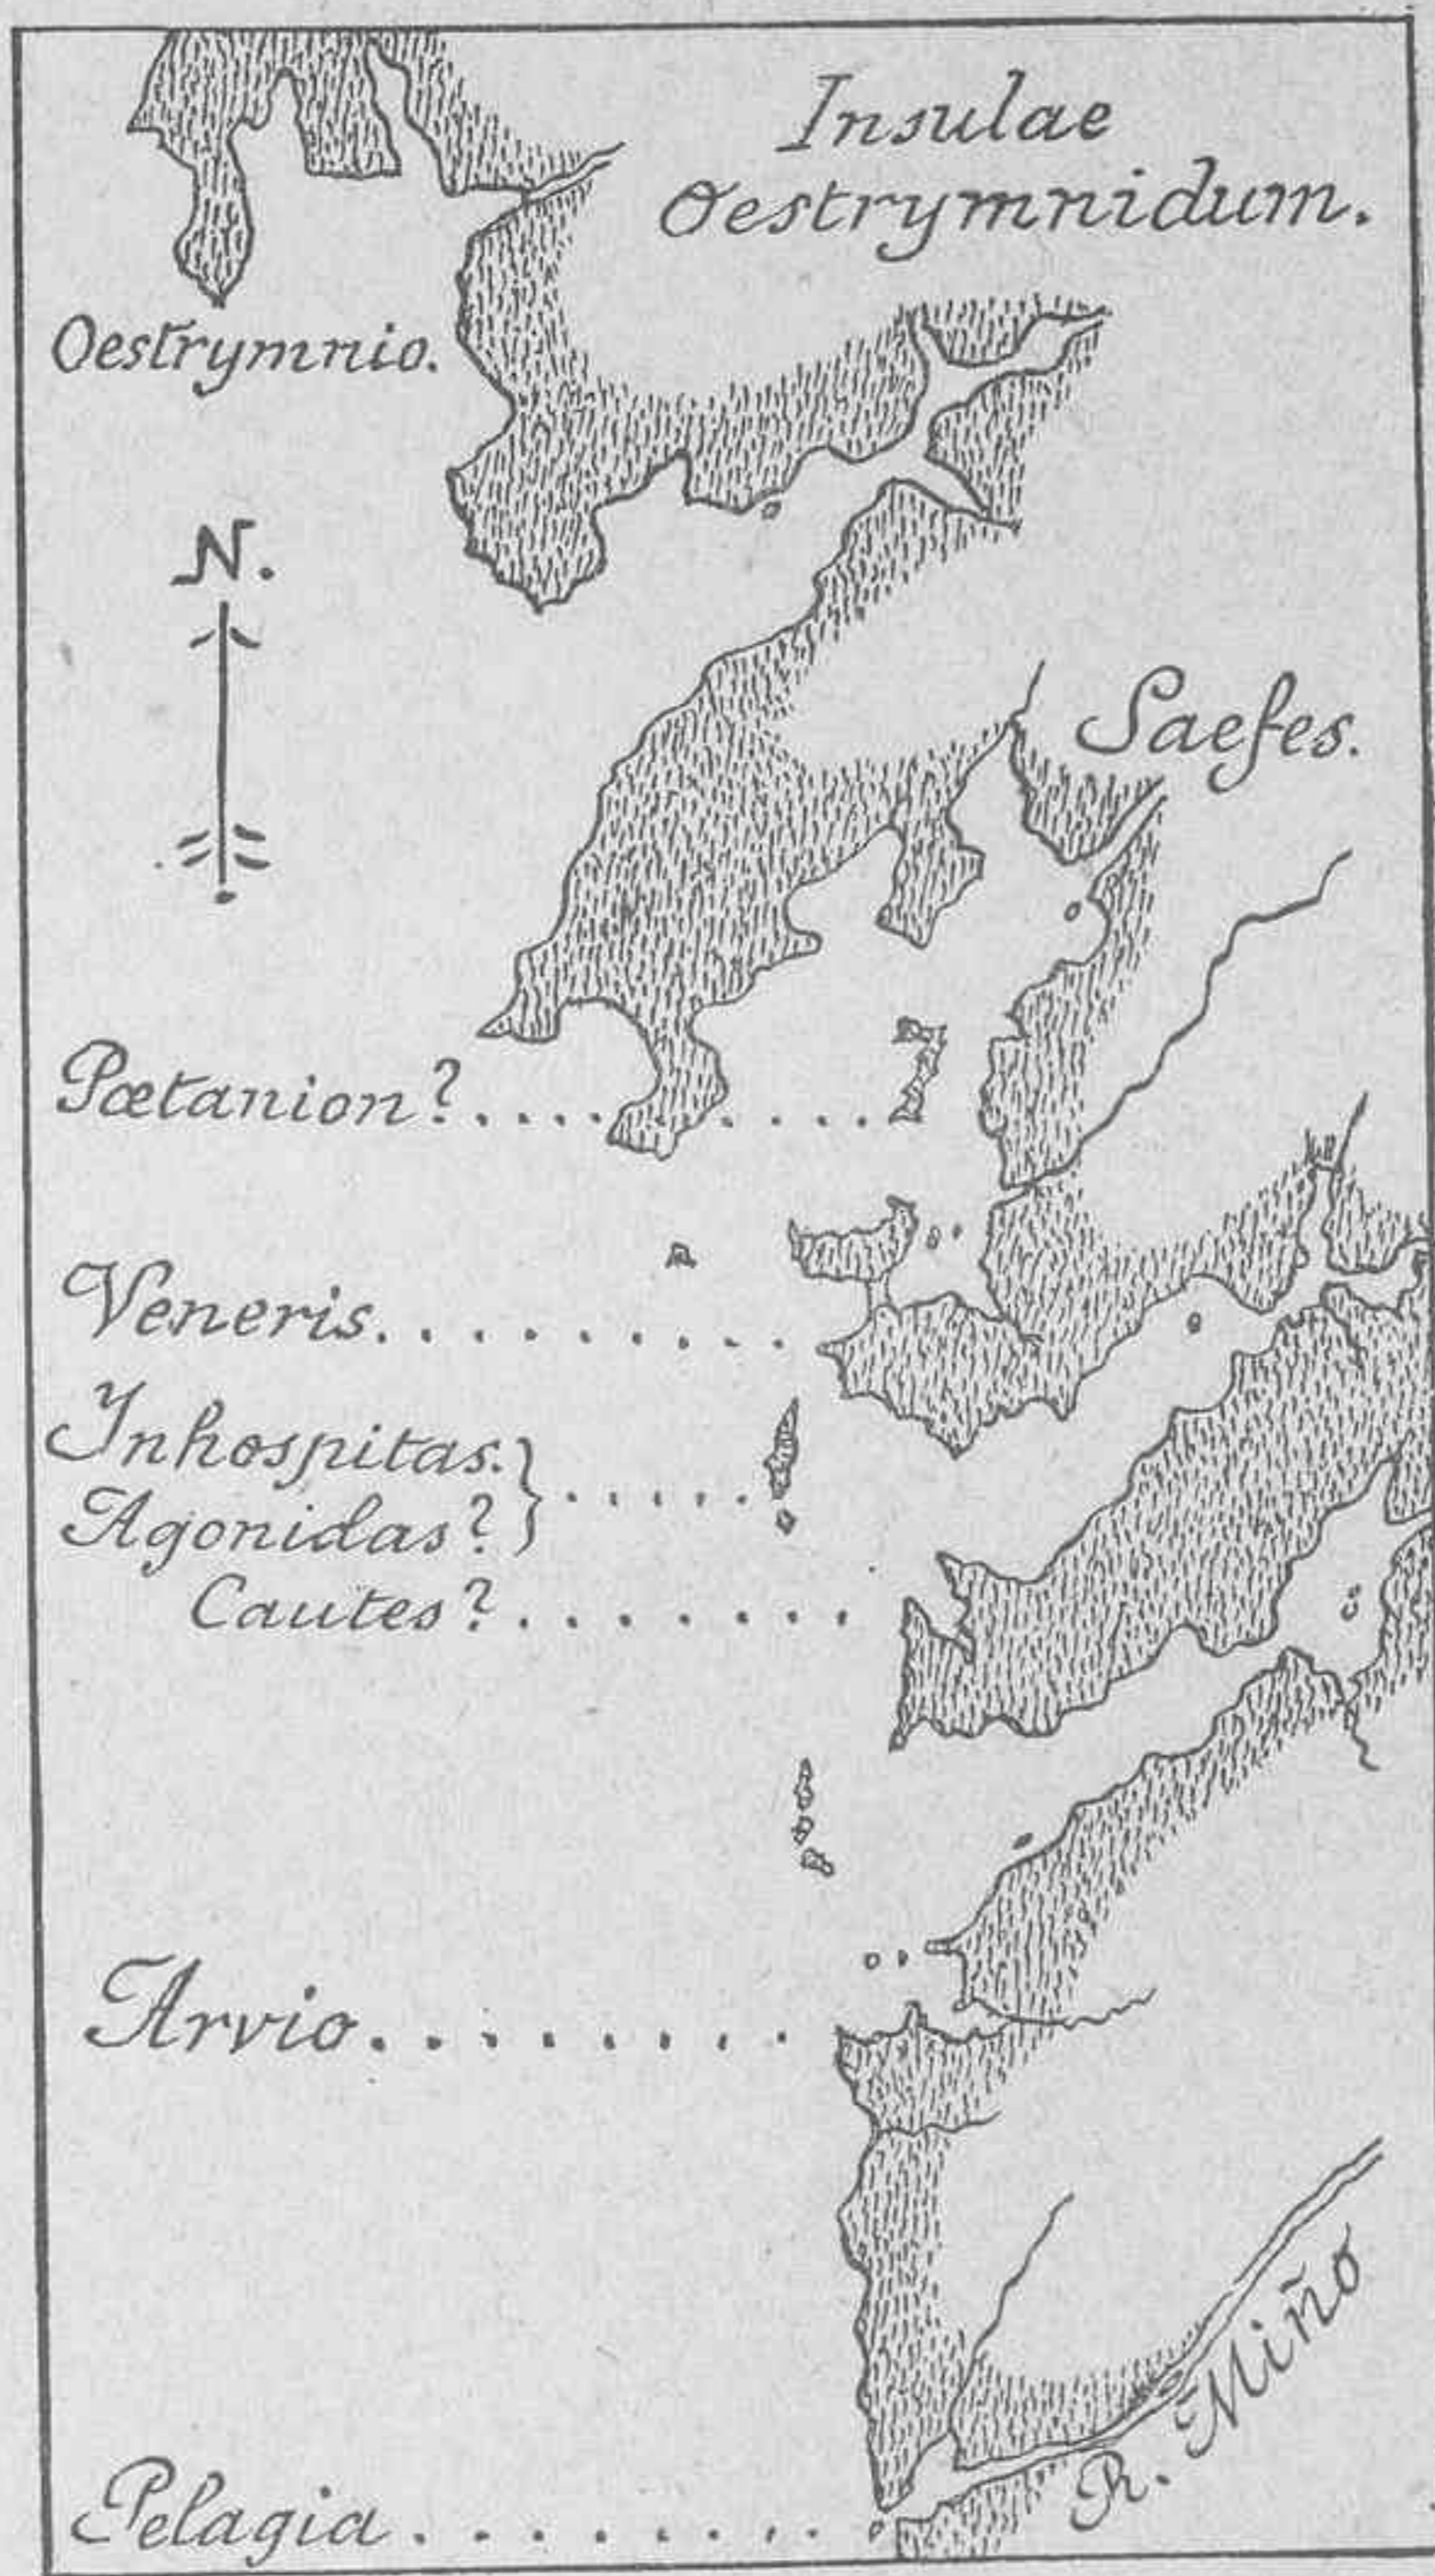 Insulae
Oestrymnidum.
Oestrymnio.
N.
Saefes.
Pœtanion?
Veneris.
Inhospitas.
Agonidas?
Cautes?
Arvio.
R. Miño
Pelagia